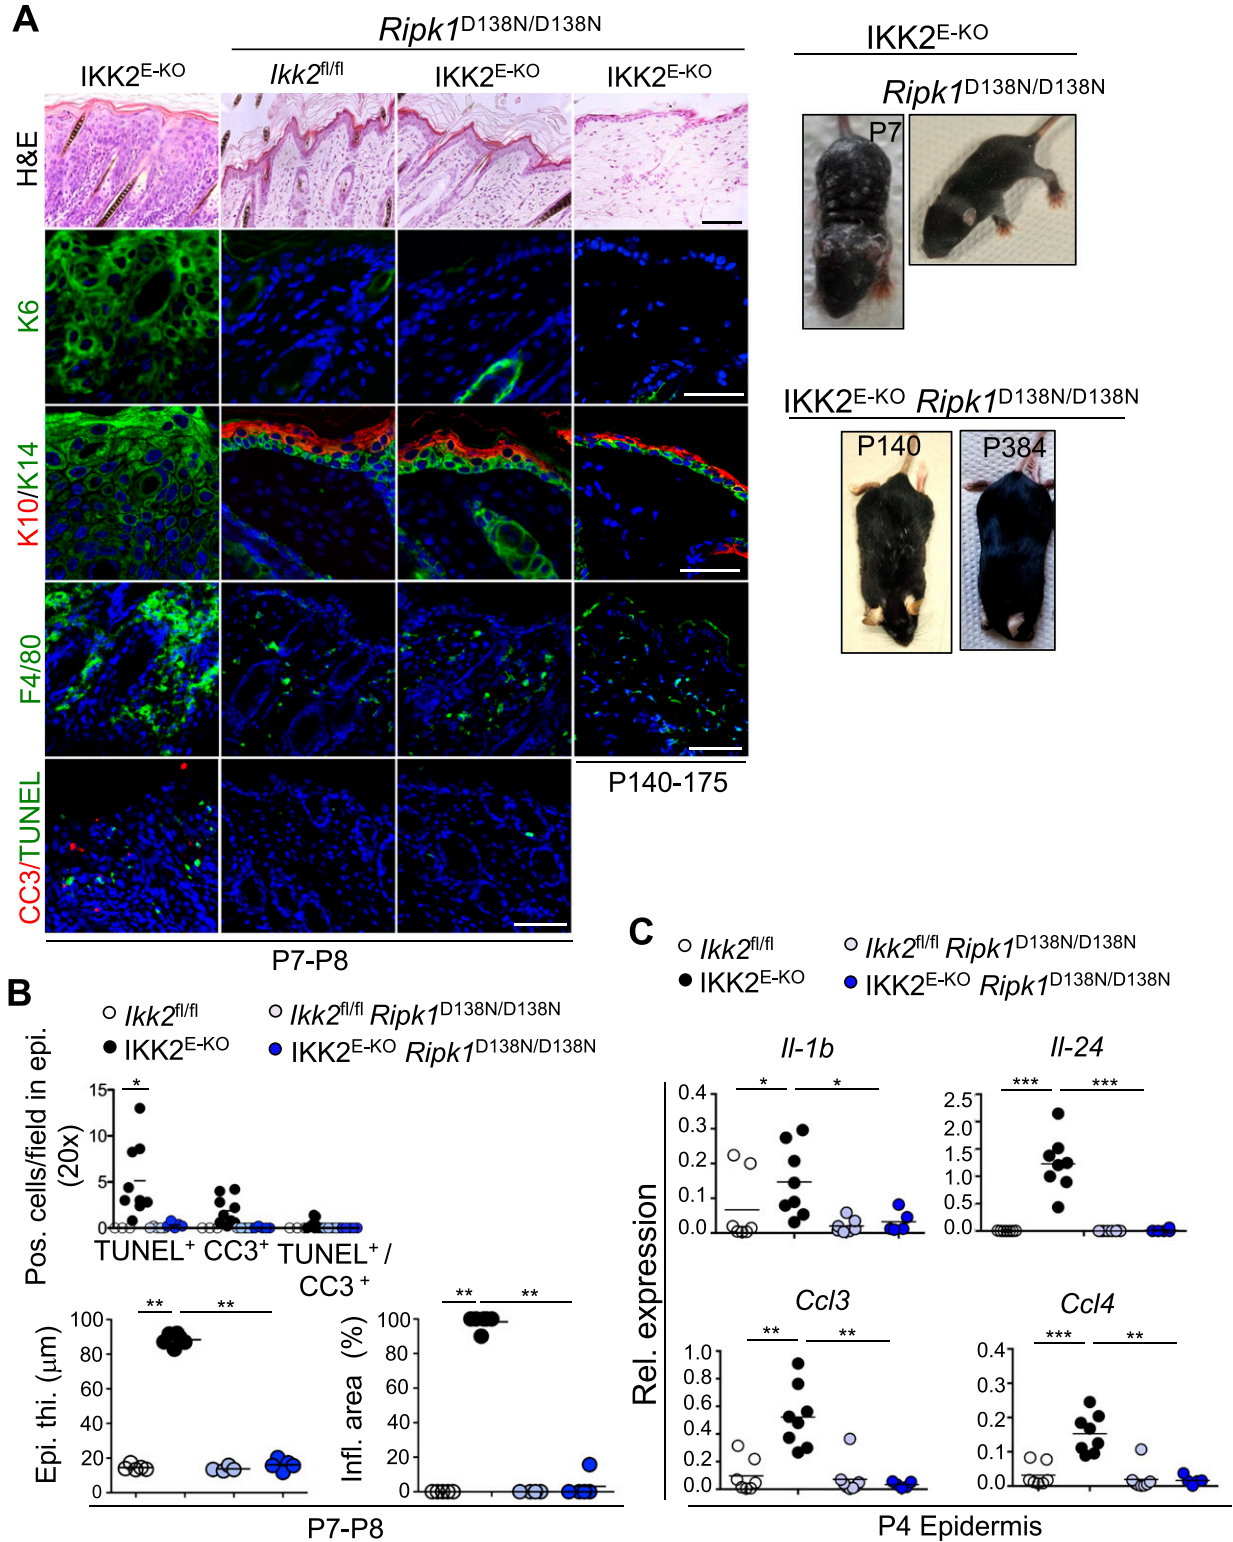 A
Ripk1D138N/D138N
IKK2E-KO
Ikk2fl/fl
IKK2E-KO
IKK2E-KO
H&E
K6
K10/K14
F4/80
CC3/TUNEL
P7-P8
P140-175
IKK2E-KO
Ripk1D138N/D138N
P7
IKK2E-KO Ripk1D138N/D138N
P140
P384
B
Ikk2fl/fl
Ikk2fl/fl Ripk1D138N/D138N
IKK2E-KO
IKK2E-KO Ripk1D138N/D138N
Pos. cells/field in epi.
(20x)
15
10
5
0
*
TUNEL+
CC3+
TUNEL+/
CC3+
Epi. thi. (μm)
100
80
60
40
20
0
**
**
Infl. area (%)
100
80
60
40
20
0
**
**
P7-P8
C
Ikk2fl/fl
Ikk2fl/fl Ripk1D138N/D138N
IKK2E-KO
IKK2E-KO Ripk1D138N/D138N
Rel. expression
Il-1b
0.4
0.3
0.2
0.1
0.0
*
*
Il-24
2.5
2.0
1.5
1.0
0.5
0.0
***
***
Ccl3
1.0
0.8
0.6
0.4
0.2
0.0
**
**
Ccl4
0.4
0.3
0.2
0.1
0.0
***
**
P4 Epidermis